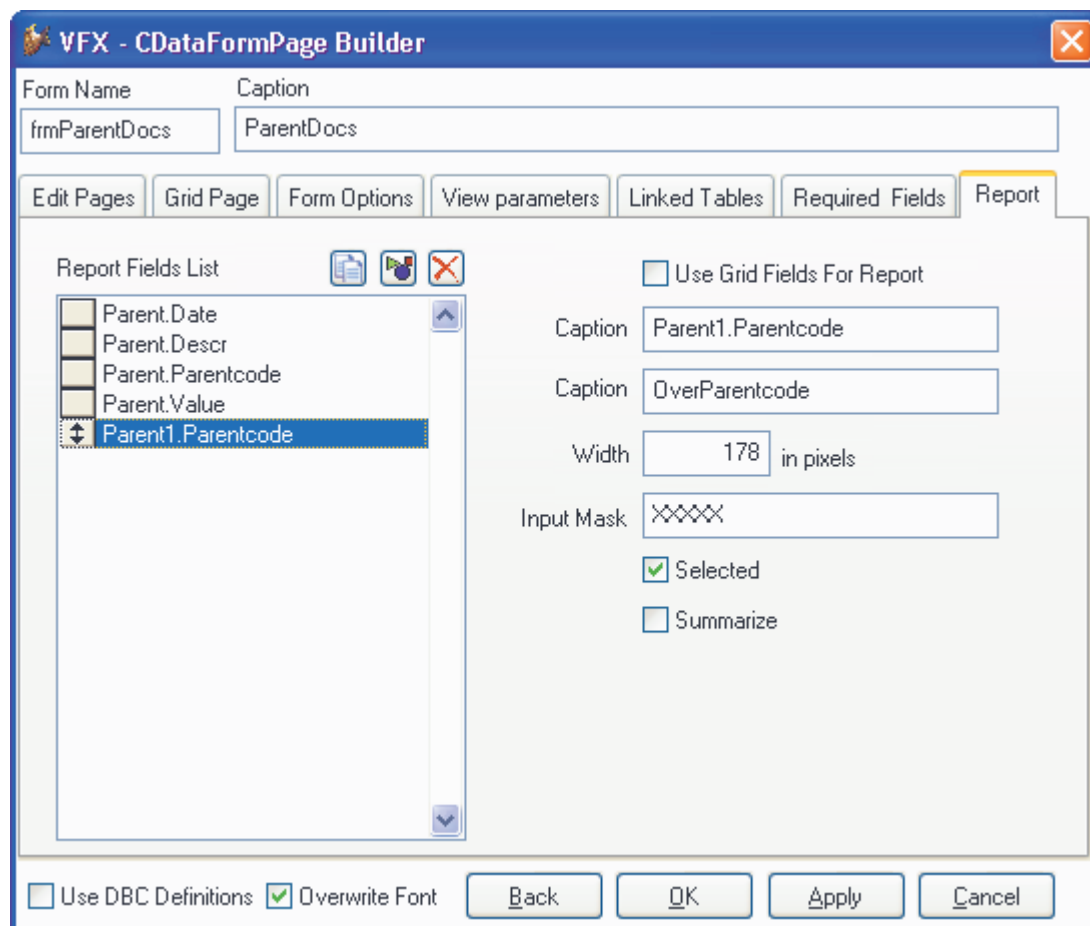 VFX - CDataFormPage Builder
Form Name Caption
frmParentDocs ParentDocs
Edit Pages Grid Page Form Options View parameters Linked Tables Required Fields Report
Report Fields List
Use Grid Fields For Report
Parent.Date
Parent.Descr
Parent.Parentcode
Parent.Value
Parent1.Parentcode
Caption Parent1.Parentcode
Caption OverParentcode
Width 178 in pixels
Input Mask XXXXX
Selected
Summarize
Use DBC Definitions Overwrite Font Back OK Apply Cancel